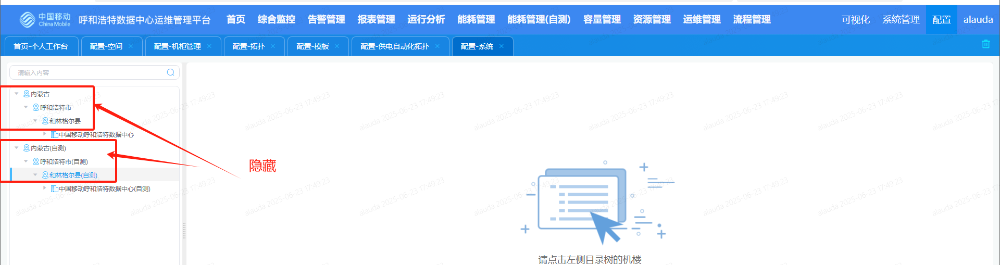 中国移动
China Mobile
呼和浩特数据中心运维管理平台
首页 综合监控 告警管理 报表管理 运行分析 能耗管理 能耗管理(自测) 容量管理 资源管理 运维管理 流程管理 可视化 系统管理 配置 alauda
首页-个人工作台 配置-空间 × 配置-机柜管理 × 配置-拓扑 × 配置-模板 × 配置-供电自动化拓扑 × 配置-系统 ×
请输入内容
内蒙古
呼和浩特市
和林格尔县
中国移动呼和浩特数据中心
内蒙古(自测)
呼和浩特市(自测)
和林格尔县(自测)
中国移动呼和浩特数据中心(自测)
隐藏
请点击左侧目录树的机楼
alauda 2025-06-23 17:49:23